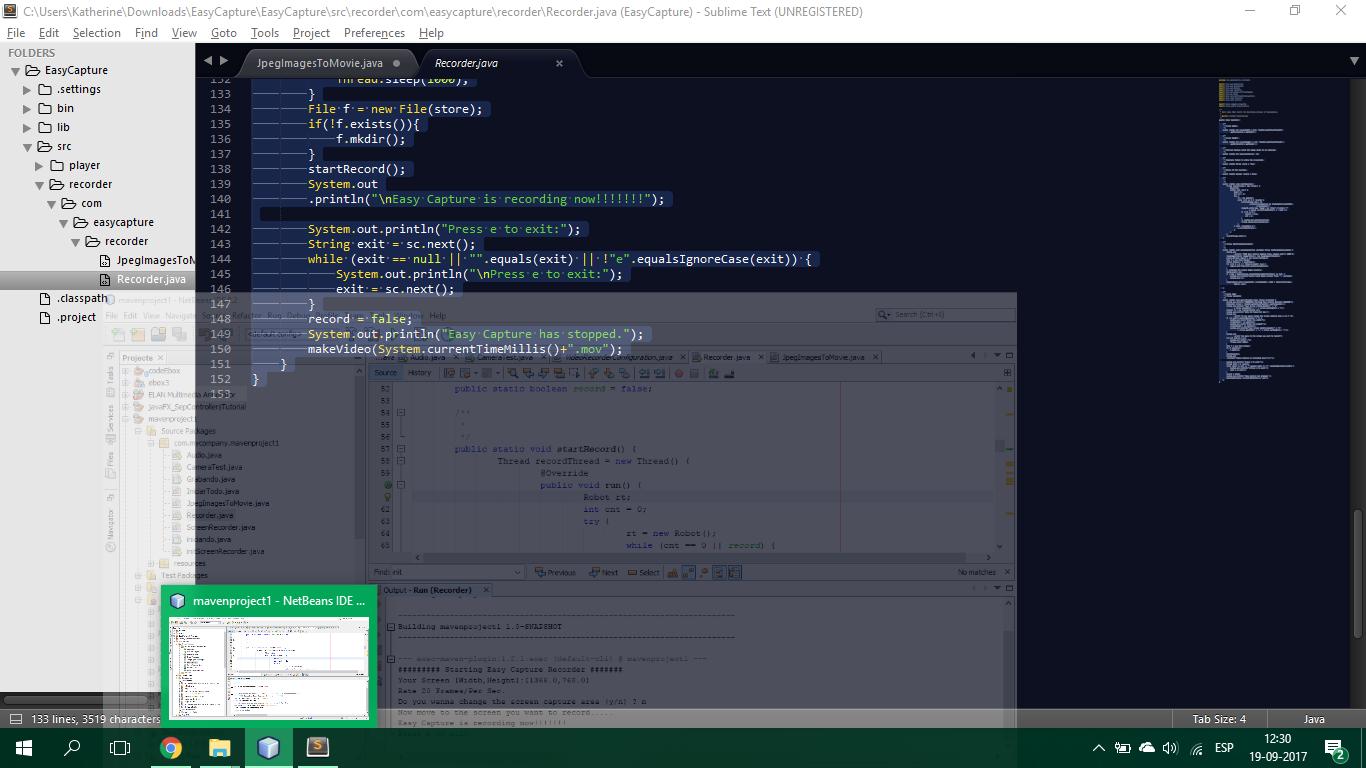 C:\Users\Katherine\Downloads\EasyCapture\EasyCapture\src\recorder\com\easycapture\recorder\Recorder.java (EasyCapture) - Sublime Text (UNREGISTERED)
File Edit Selection Find View Goto Tools Project Preferences Help
FOLDERS
EasyCapture
.settings
bin
lib
src
player
recorder
com
easycapture
recorder
JpegImagesToM
Recorder.java
.classpath
.project
JpegImagesToMovie.java
Recorder.java
132 Thread.sleep(1000);
133 }
134 File f = new File(store);
135 if(!f.exists()){
136 f.mkdir();
137 }
138 startRecord();
139 System.out
140 .println("\nEasy Capture is recording now!!!!!!!");
141
142 System.out.println("Press e to exit:");
143 String exit = sc.next();
144 while (exit == null || "".equals(exit) || !"e".equalsIgnoreCase(exit)) {
145 System.out.println("\nPress e to exit:");
146 exit = sc.next();
147 }
148 record = false;
149 System.out.println("Easy Capture has stopped.");
150 makeVideo(System.currentTimeMillis()+".mov");
151 }
152 }
153
Search (Ctrl+I)
Projects
codeEbox
ebox3
ELAN Multimedia
javaFX_SepControllersTutorial
mavenproject1
Source Packages
com.mycompany.mavenproject1
Audio.java
CameraTest.java
Grabando.java
IniciarTodo.java
JpegImagesToMovie.java
Recorder.java
ScreenRecorder.java
iniciando.java
initScreenRecorder.java
resources
Test Packages
Tasks
Services
Files
Navigator
Audio.java CameraTest.java VideoRecorderConfiguration.java Recorder.java JpegImagesToMovie.java
Source History
52 public static boolean record = false;
53
54 /**
55 *
56 */
57 public static void startRecord() {
58 Thread recordThread = new Thread() {
59 @Override
60 public void run() {
Robot rt;
62 int cnt = 0;
63 try {
64 rt = new Robot();
65 while (cnt == 0 || record) {
Find: init Previous Next Select No matches
Output - Run (Recorder)
Building mavenproject1 1.0-SNAPSHOT
--- exec-maven-plugin:1.2.1:exec (default-cli) @ mavenproject1 ---
######### Starting Easy Capture Recorder #######
Your Screen [Width,Height]:[1366.0,768.0]
Rate 20 Frames/Per Sec.
Do you wanna change the screen capture area (y/n) ? n
Now move to the screen you want to record.....
Easy Capture is recording now!!!!!!!
mavenproject1 - NetBeans IDE ...
133 lines, 3519 characters
Tab Size: 4
Java
ESP
12:30
19-09-2017
2